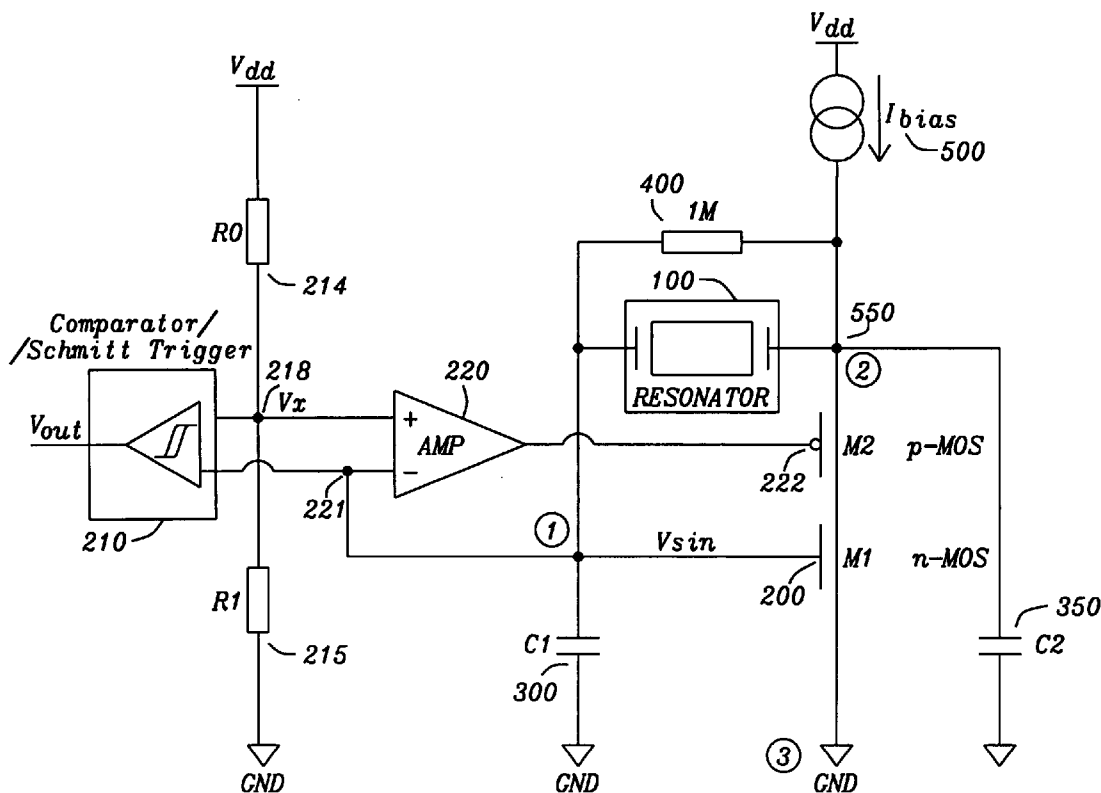 Vdd
Vdd
Ibias
500
400
1M
R0
214
100
550
Comparator/
/Schmitt Trigger
218
220
RESONATOR
2
Vx
Vout
+
AMP
−
M2
p-MOS
222
221
210
1
Vsin
M1
n-MOS
200
R1
350
215
C1
C2
300
3
GND
GND
GND